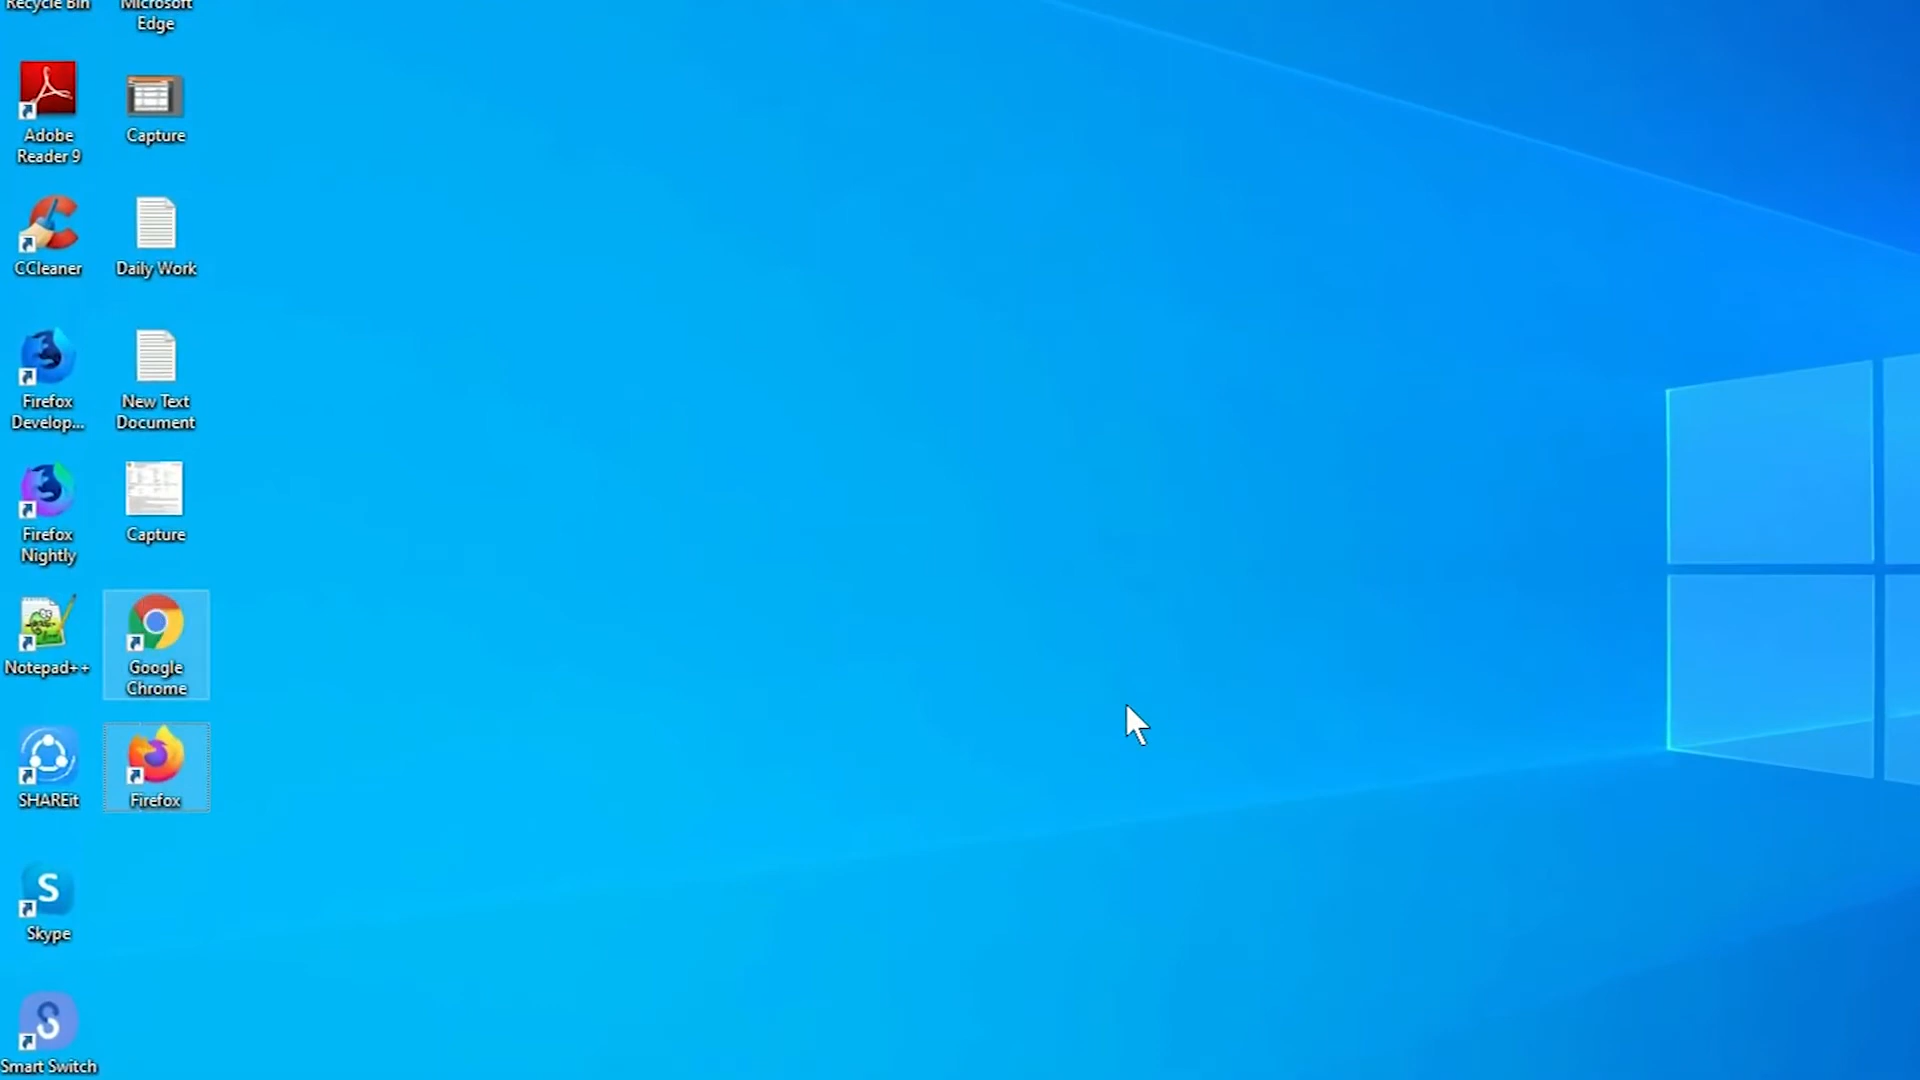 Recycle Bin
Microsoft
Edge
Adobe
Reader 9
Capture
CCleaner
Daily Work
Firefox
Develop...
New Text
Document
Firefox
Nightly
Capture
Notepad++
Google
Chrome
SHAREit
Firefox
S
Skype
Smart Switch